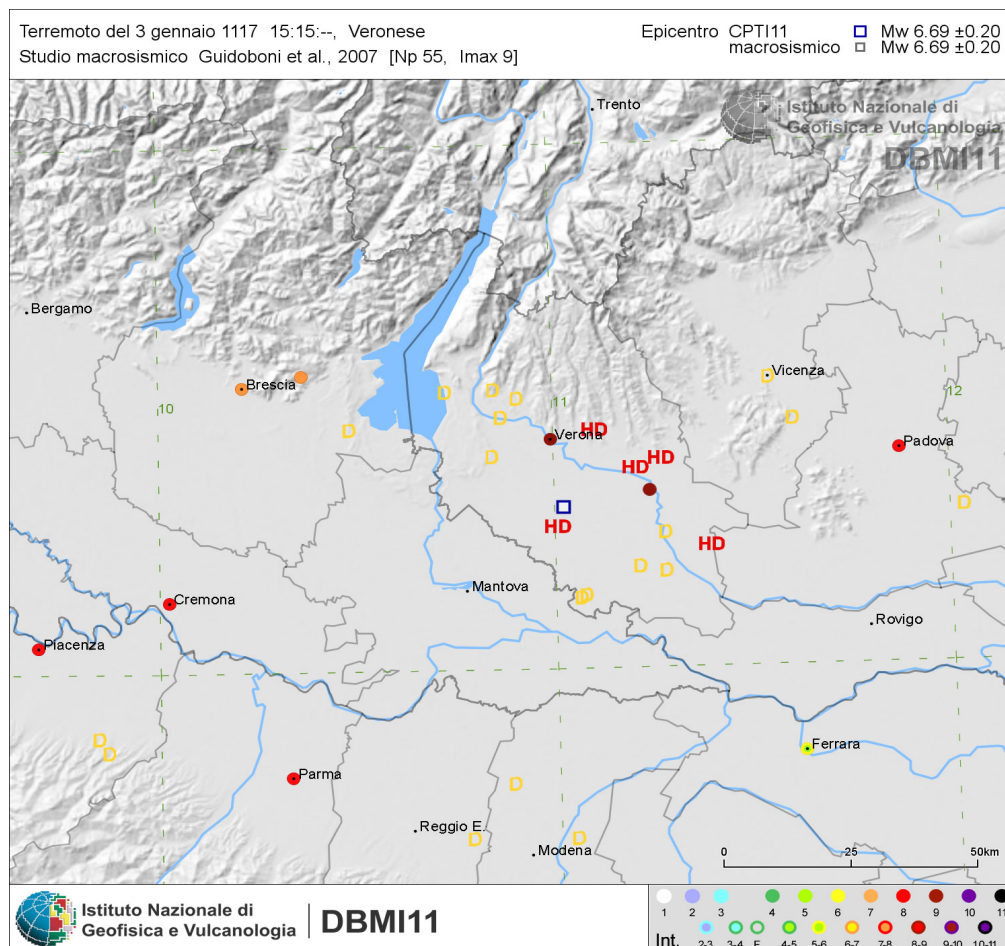 Terremoto del 3 gennaio 1117 15:15:--, Veronese
Studio macrosismico Guidoboni et al., 2007 [Np 55, Imax 9]
Epicentro CPTI11 Mw 6.69 ±0.20
macrosismico Mw 6.69 ±0.20
Trento
Istituto Nazionale di
Geofisica e Vulcanologia
DBMI11
Bergamo
Vicenza
Brescia
D
D
D
D
10
11
12
D
D
D
HD
Verona
Padova
D
HD
HD
D
HD
D
HD
D
D
Mantova
D
D
Cremona
Rovigo
Piacenza
D
D
Ferrara
Parma
D
Reggio E.
D
D
Modena
0 25 50km
Istituto Nazionale di
Geofisica e Vulcanologia
DBMI11
1 2 3 4 5 6 7 8 9 10 11
Int. 2-3 3-4 F 4-5 5-6 6-7 7-8 8-9 9-10 10-11